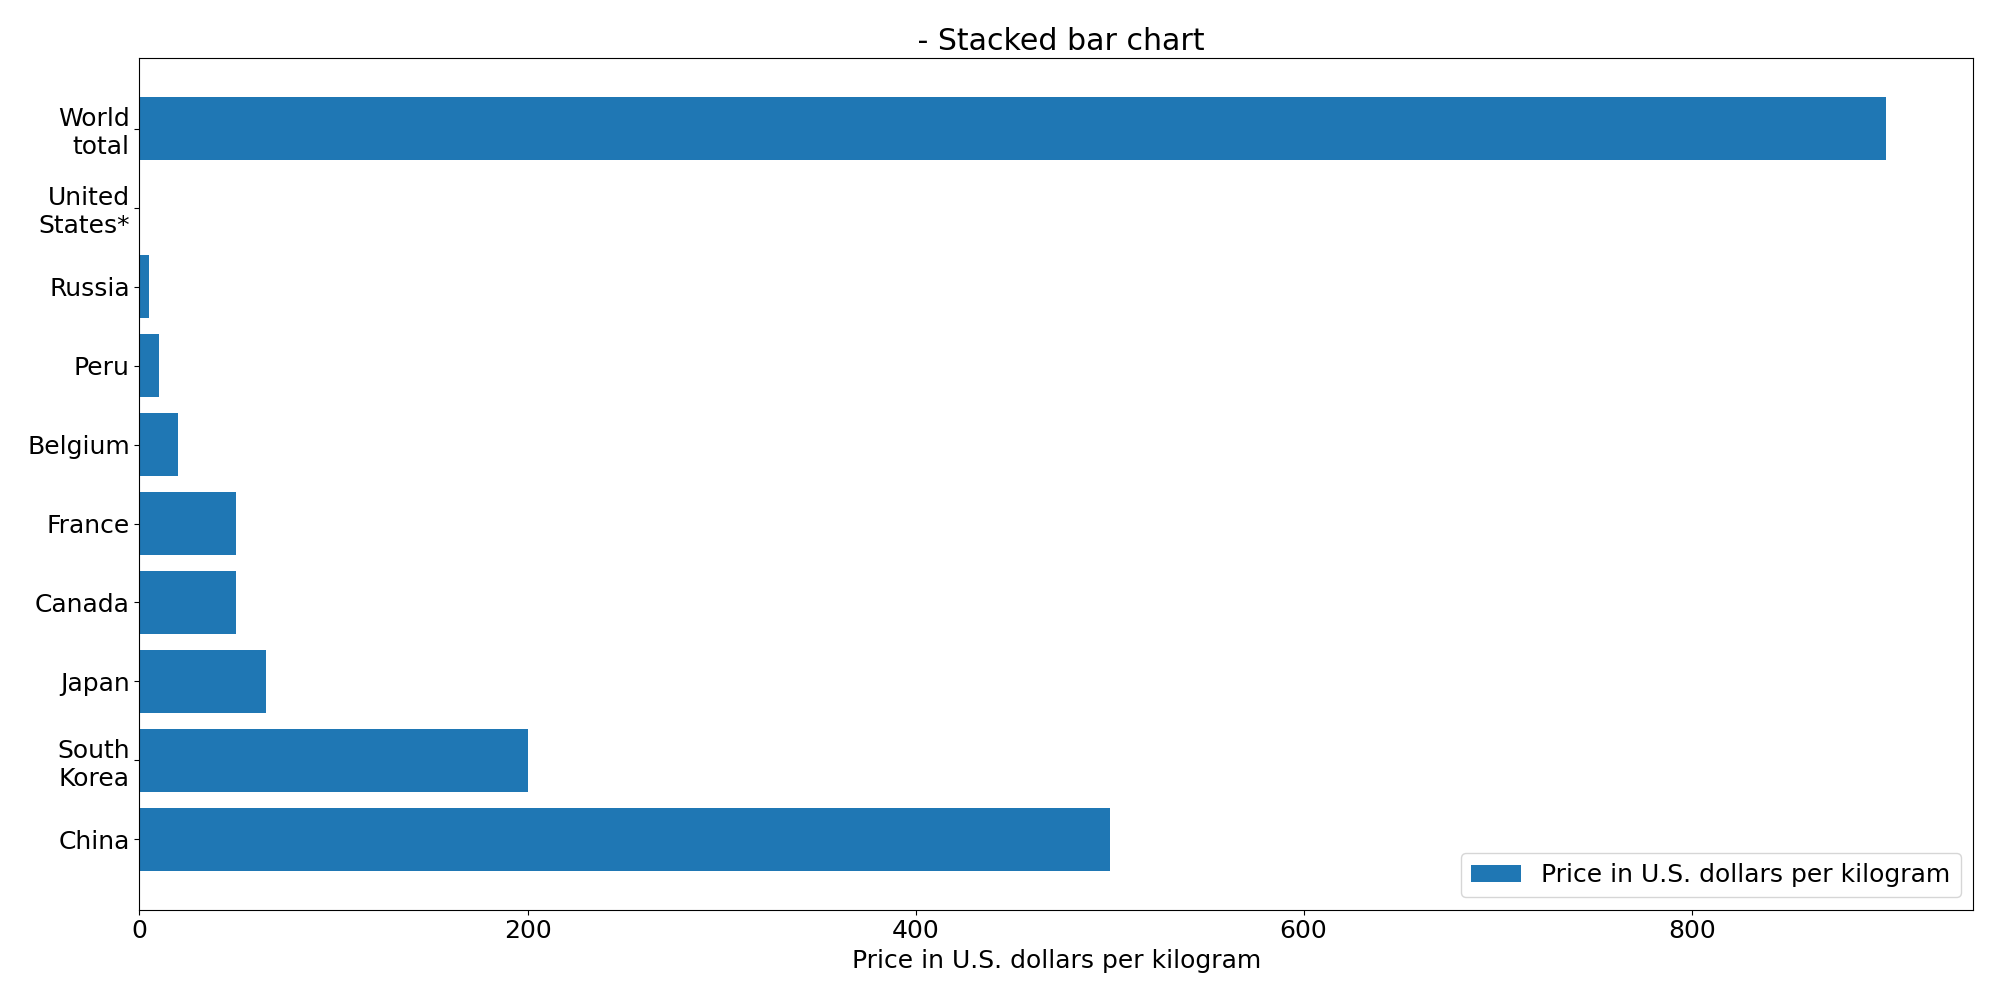 - Stacked bar chart
World
total
United
States*
Russia
Peru
Belgium
France
Canada
Japan
South
Korea
China
Price in U.S. dollars per kilogram
0 200 400 600 800
Price in U.S. dollars per kilogram